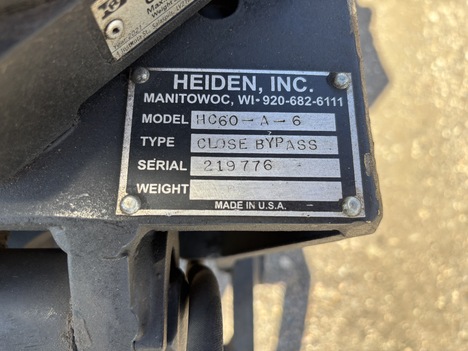 HEIDEN, INC.
MANITOWOC, WI • 920-682-6111
MODEL HC60-A-6
TYPE CLOSE BYPASS
SERIAL 219776
WEIGHT
MADE IN U.S.A.